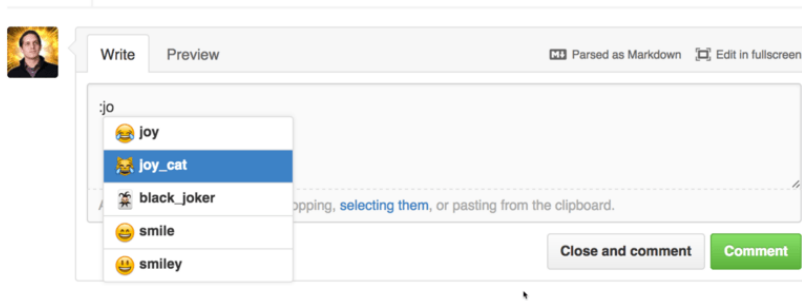 Write Preview Parsed as Markdown Edit in fullscreen
:jo
joy
joy_cat
black_joker
opping, selecting them, or pasting from the clipboard.
smile
smiley
Close and comment Comment